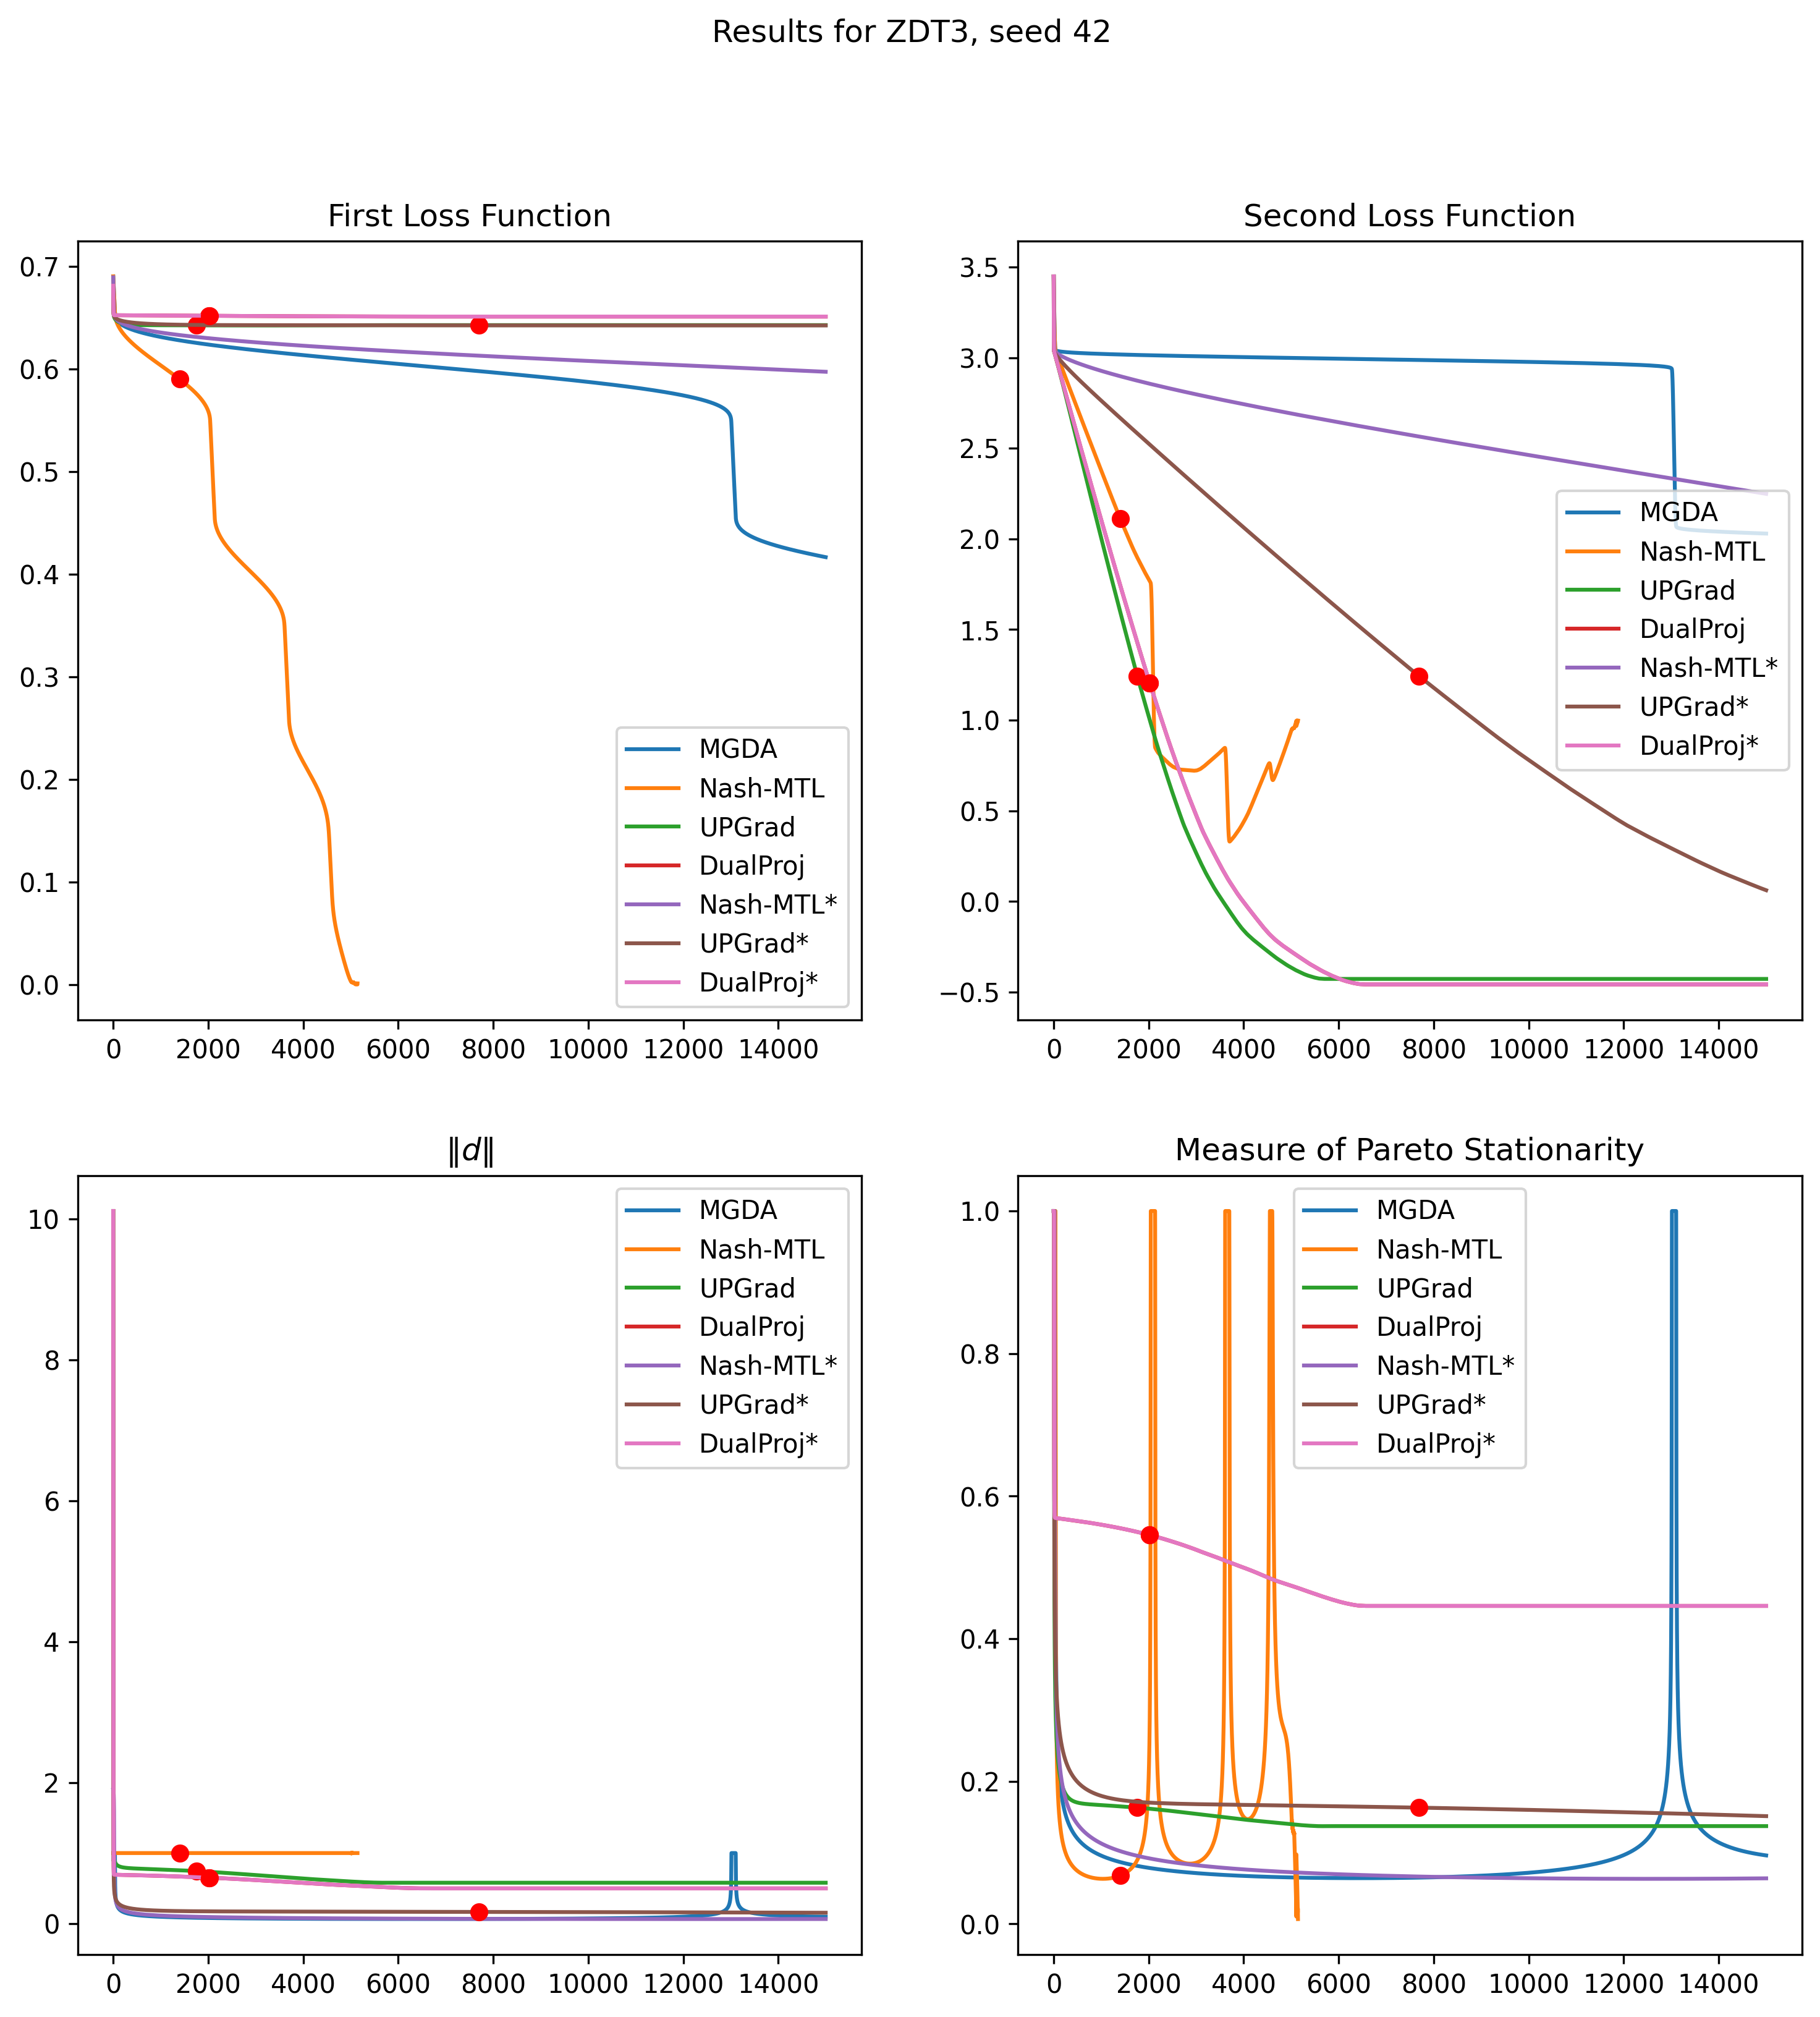 Results for ZDT3, seed 42
First Loss Function
0.7
0.6
0.5
0.4
0.3
0.2
0.1
0.0
0 2000 4000 6000 8000 10000 12000 14000
MGDA
Nash-MTL
UPGrad
DualProj
Nash-MTL*
UPGrad*
DualProj*
Second Loss Function
3.5
3.0
2.5
2.0
1.5
1.0
0.5
0.0
−0.5
0 2000 4000 6000 8000 10000 12000 14000
MGDA
Nash-MTL
UPGrad
DualProj
Nash-MTL*
UPGrad*
DualProj*
‖d‖
10
8
6
4
2
0
0 2000 4000 6000 8000 10000 12000 14000
MGDA
Nash-MTL
UPGrad
DualProj
Nash-MTL*
UPGrad*
DualProj*
Measure of Pareto Stationarity
1.0
0.8
0.6
0.4
0.2
0.0
0 2000 4000 6000 8000 10000 12000 14000
MGDA
Nash-MTL
UPGrad
DualProj
Nash-MTL*
UPGrad*
DualProj*